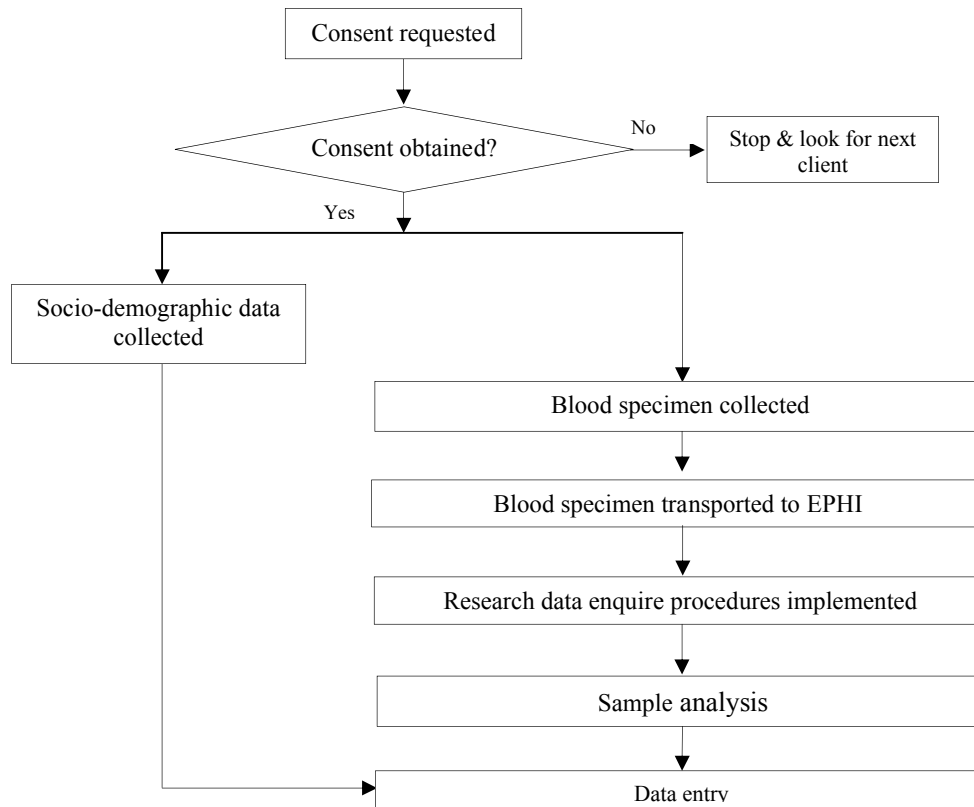 Consent requested
Consent obtained?
No
Stop & look for next
client
Yes
Socio-demographic data
collected
Blood specimen collected
Blood specimen transported to EPHI
Research data enquire procedures implemented
Sample analysis
Data entry